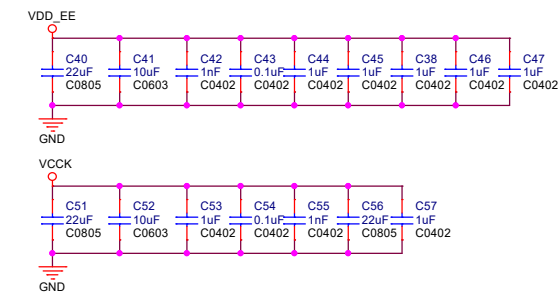 VDD_EE
C40 C41 C42 C43 C44 C45 C38 C46 C47
22uF 10uF 1nF 0.1uF 1uF 1uF 1uF 1uF 1uF
C0805 C0603 C0402 C0402 C0402 C0402 C0402 C0402 C0402
GND
VCCK
C51 C52 C53 C54 C55 C56 C57
22uF 10uF 1uF 0.1uF 1nF 22uF 1uF
C0805 C0603 C0402 C0402 C0402 C0805 C0402
GND